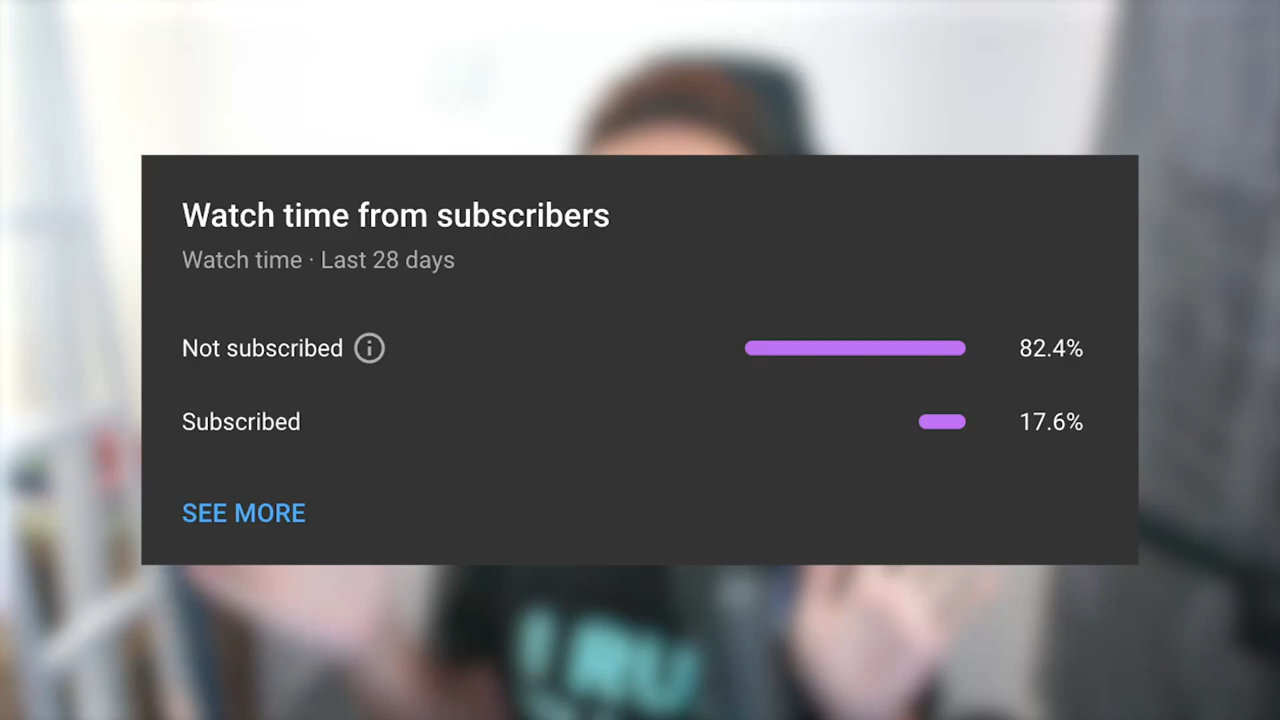 Watch time from subscribers
Watch time · Last 28 days
Not subscribed 82.4%
Subscribed 17.6%
SEE MORE